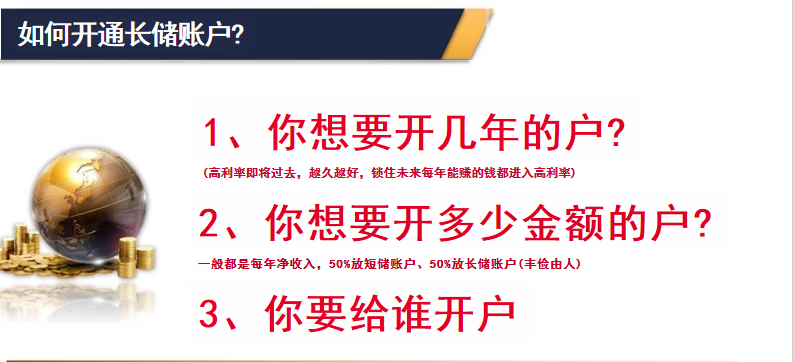 如何开通长储账户?
1、你想要开几年的户?
(高利率即将过去，越久越好，锁住未来每年能赚的钱都进入高利率)
2、你想要开多少金额的户?
一般都是每年净收入，50%放短储账户、50%放长储账户(丰俭由人)
3、你要给谁开户